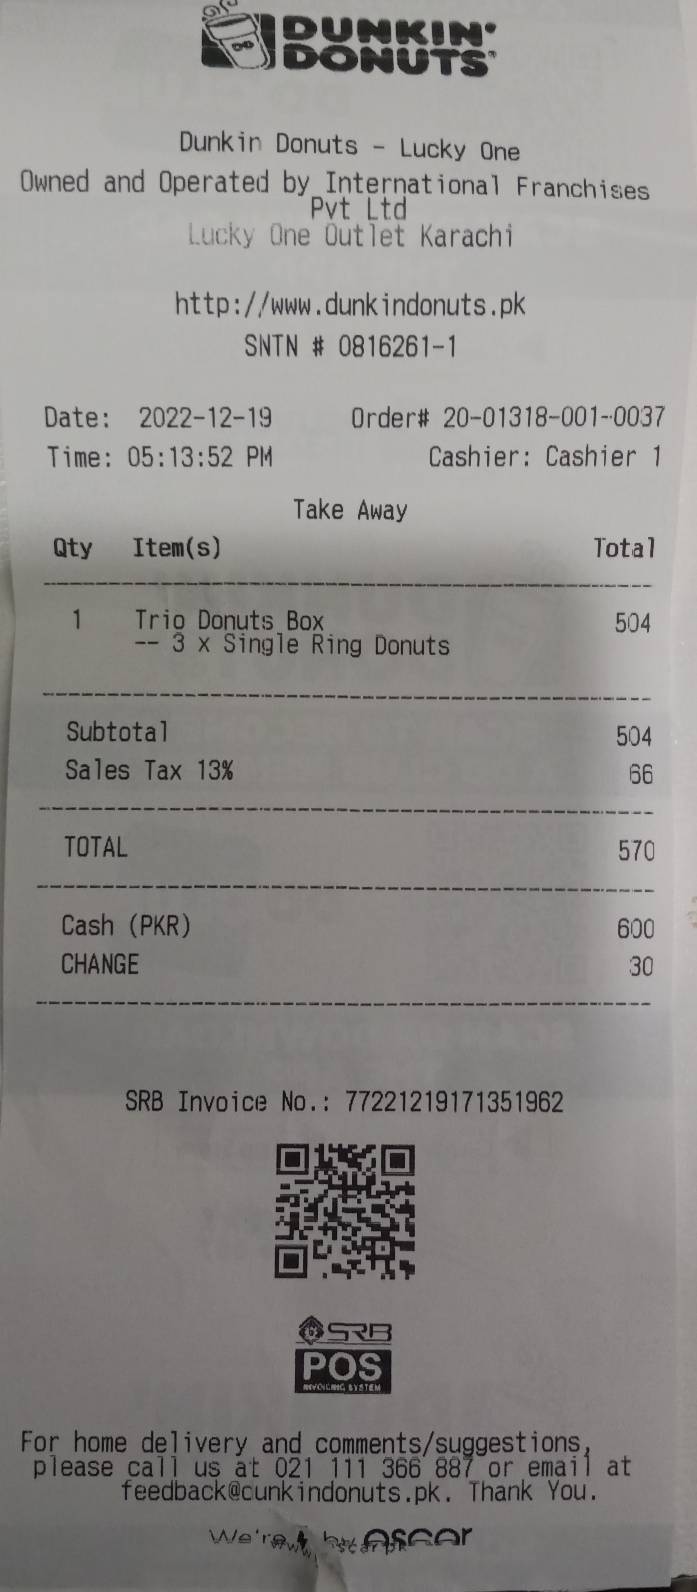 DUNKIN'
DONUTS
Dunkin Donuts - Lucky One
Owned and Operated by International Franchises
Pvt Ltd
Lucky One Outlet Karachi
http://www.dunkindonuts.pk
SNTN # 0816261-1
Date: 2022-12-19 Order# 20-01318-001-0037
Time: 05:13:52 PM Cashier: Cashier 1
Take Away
Qty Item(s) Total
1 Trio Donuts Box 504
-- 3 x Single Ring Donuts
Subtotal 504
Sales Tax 13% 66
TOTAL 570
Cash (PKR) 600
CHANGE 30
SRB Invoice No.: 77221219171351962
SRB
POS
INVOICING SYSTEM
For home delivery and comments/suggestions,
please call us at 021 111 366 887 or email at
feedback@cunkindonuts.pk. Thank You.
We're by oscar